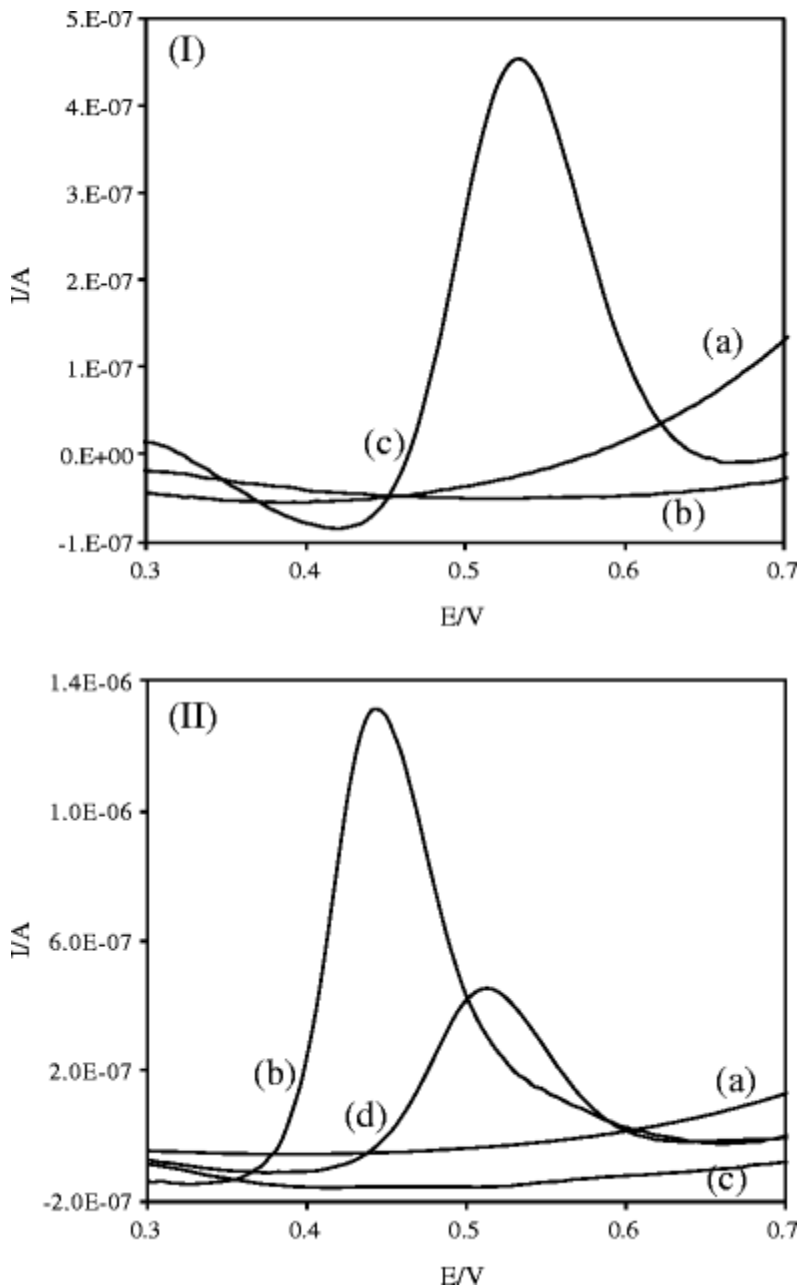 5.E-07
(I)
4.E-07
3.E-07
I/A
2.E-07
(a)
1.E-07
(c)
0.E+00
(b)
-1.E-07
0.3 0.4 0.5 0.6 0.7
E/V
1.4E-06
(II)
1.0E-06
I/A
6.0E-07
2.0E-07
(b)
(a)
(d)
(c)
-2.0E-07
0.3 0.4 0.5 0.6 0.7
E/V